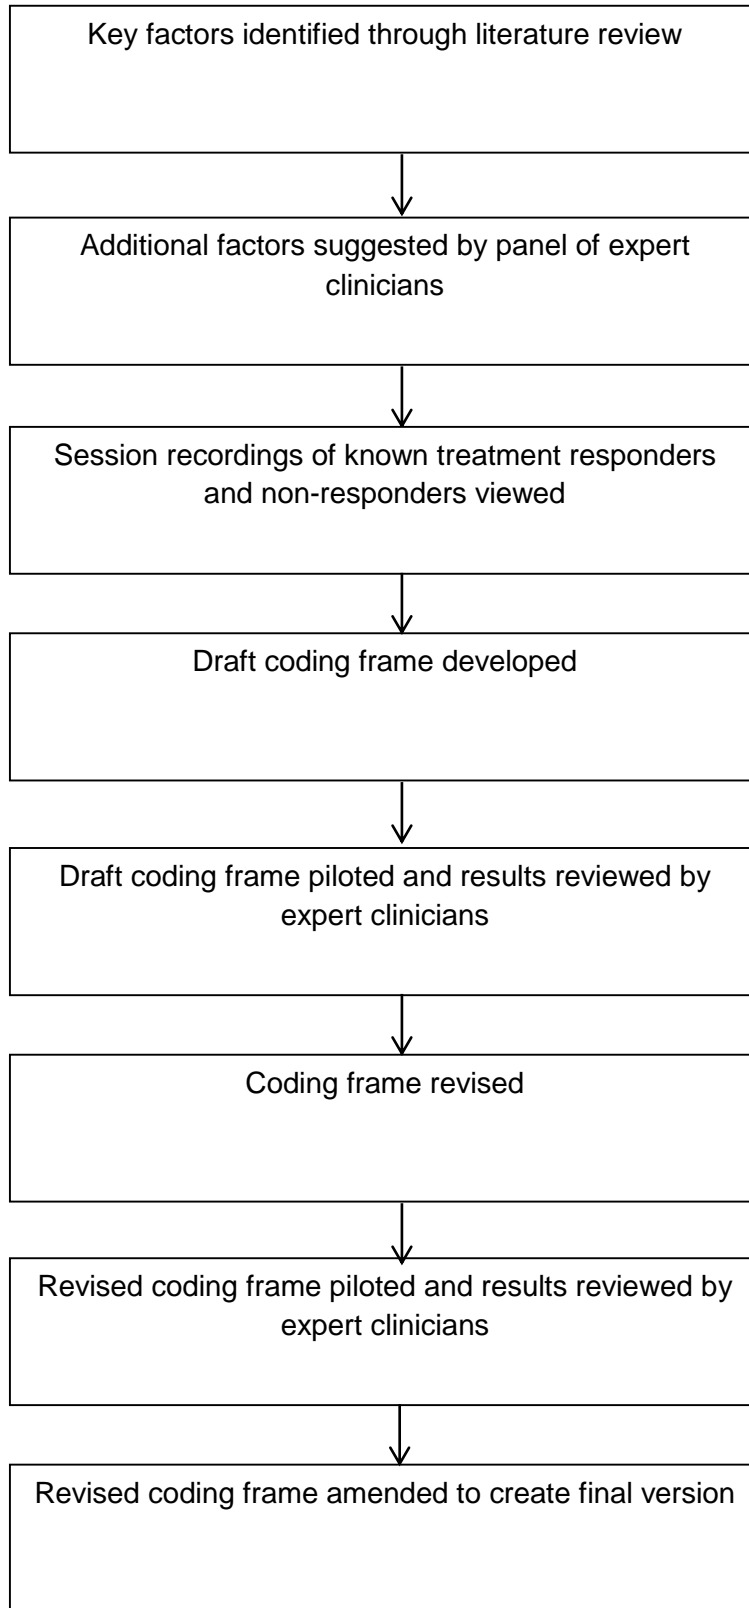 Key factors identified through literature review
Additional factors suggested by panel of expert
clinicians
Session recordings of known treatment responders
and non-responders viewed
Draft coding frame developed
Draft coding frame piloted and results reviewed by
expert clinicians
Coding frame revised
Revised coding frame piloted and results reviewed by
expert clinicians
Revised coding frame amended to create final version